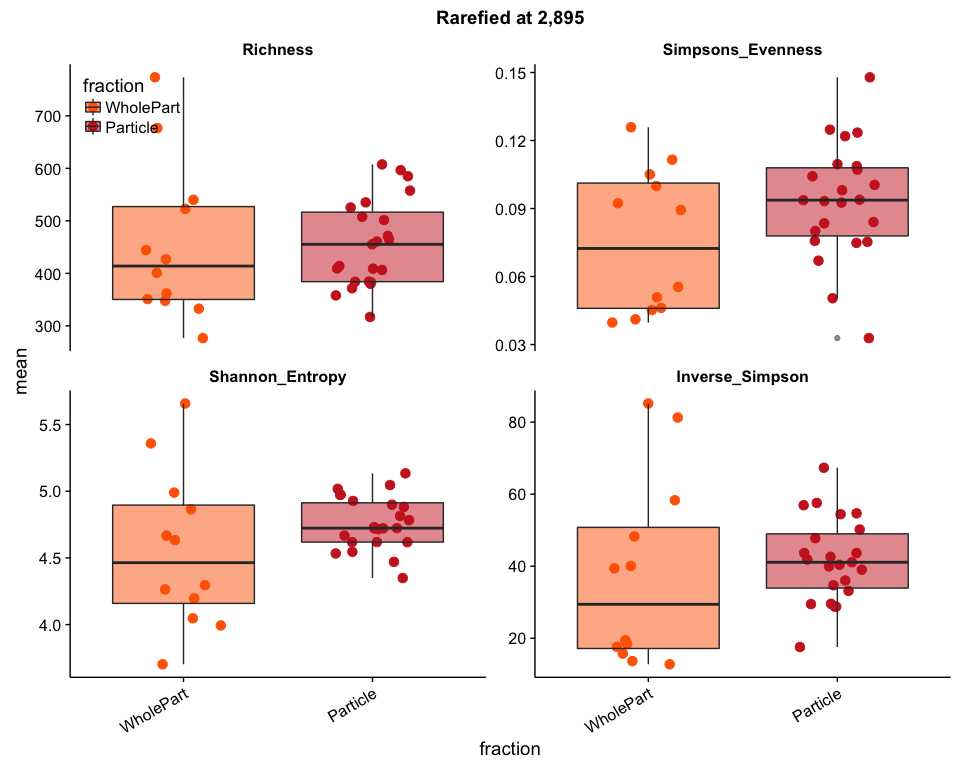 Rarefied at 2,895
Richness
Simpsons_Evenness
fraction
WholePart
Particle
700
600
500
400
300
0.15
0.12
0.09
0.06
0.03
mean
Shannon_Entropy
Inverse_Simpson
5.5
5.0
4.5
4.0
80
60
40
20
WholePart
Particle
WholePart
Particle
fraction